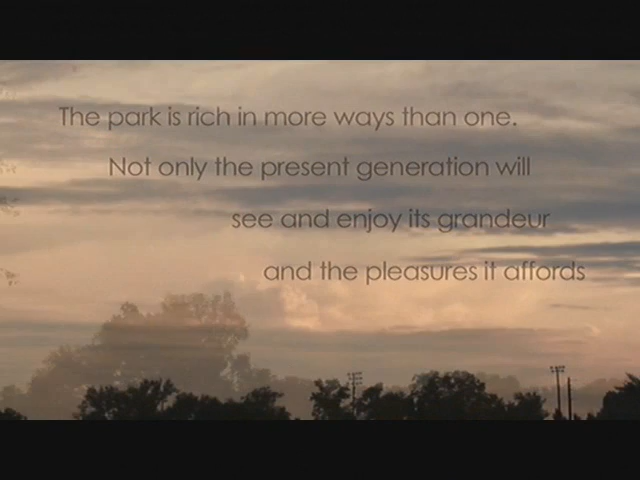 The park is rich in more ways than one.
Not only the present generation will
see and enjoy its grandeur
and the pleasures it affords